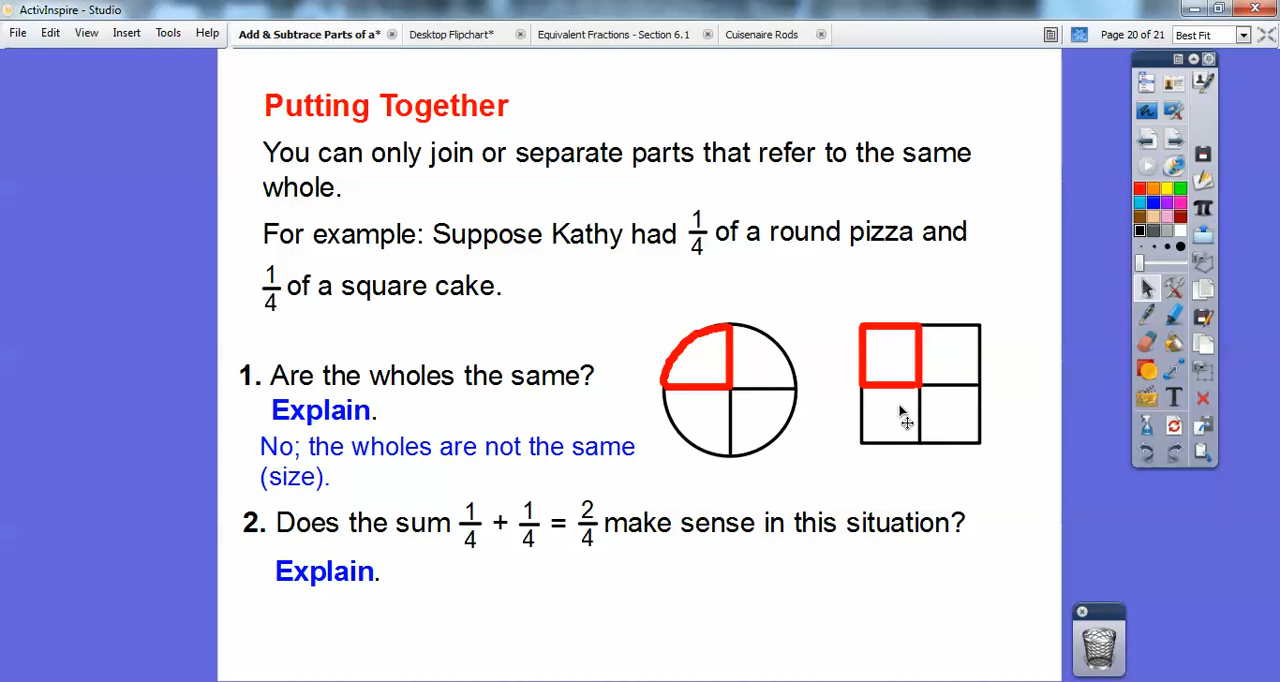 ActivInspire - Studio
File Edit View Insert Tools Help
Add & Subtrace Parts of a* Desktop Flipchart* Equivalent Fractions - Section 6.1 Cuisenaire Rods
Page 20 of 21 Best Fit
Putting Together
You can only join or separate parts that refer to the same
whole.
For example: Suppose Kathy had 1/4 of a round pizza and
1/4 of a square cake.
1. Are the wholes the same?
Explain.
No; the wholes are not the same
(size).
2. Does the sum 1/4 + 1/4 = 2/4 make sense in this situation?
Explain.